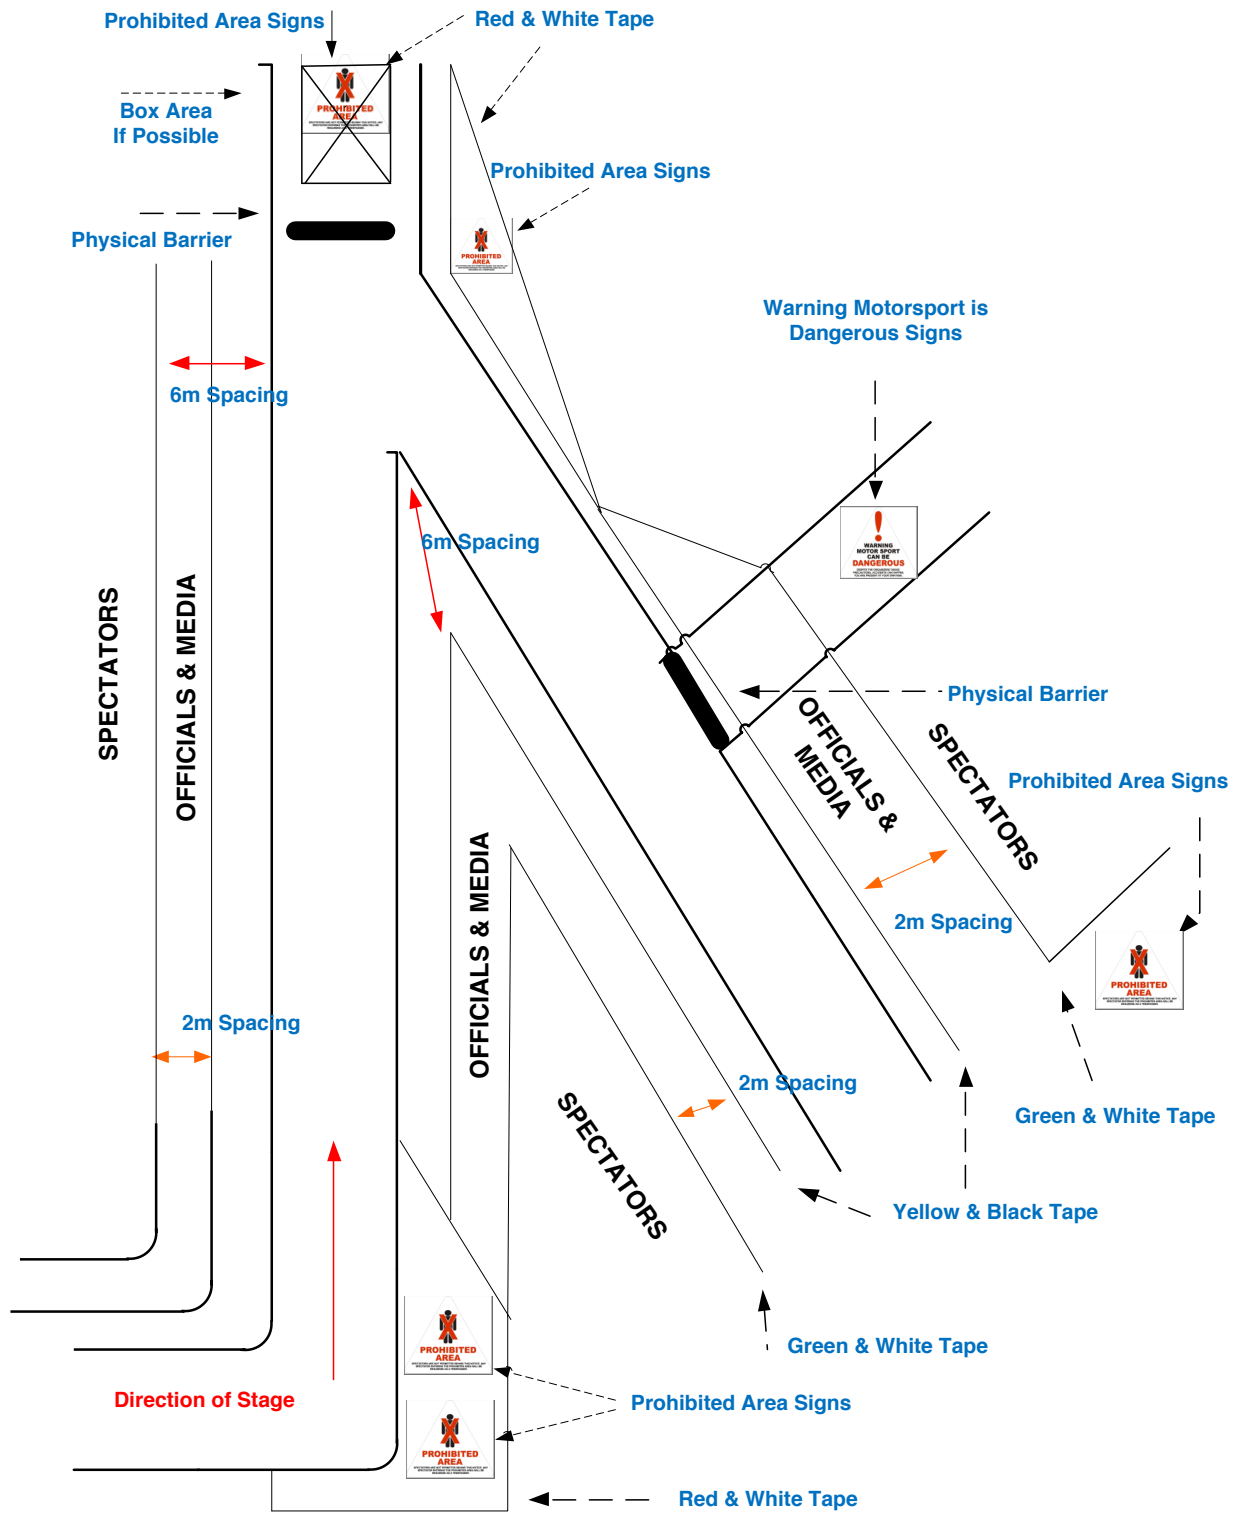 Prohibited Area Signs
Red & White Tape
Box Area
If Possible
PROHIBITED
AREA
Prohibited Area Signs
Physical Barrier
PROHIBITED
AREA
Warning Motorsport is
Dangerous Signs
6m Spacing
WARNING
MOTOR SPORT
CAN BE
DANGEROUS
6m Spacing
SPECTATORS
OFFICIALS & MEDIA
Physical Barrier
OFFICIALS &
MEDIA
SPECTATORS
Prohibited Area Signs
OFFICIALS & MEDIA
2m Spacing
PROHIBITED
AREA
2m Spacing
2m Spacing
Green & White Tape
SPECTATORS
Yellow & Black Tape
PROHIBITED
AREA
Green & White Tape
Direction of Stage
Prohibited Area Signs
PROHIBITED
AREA
Red & White Tape